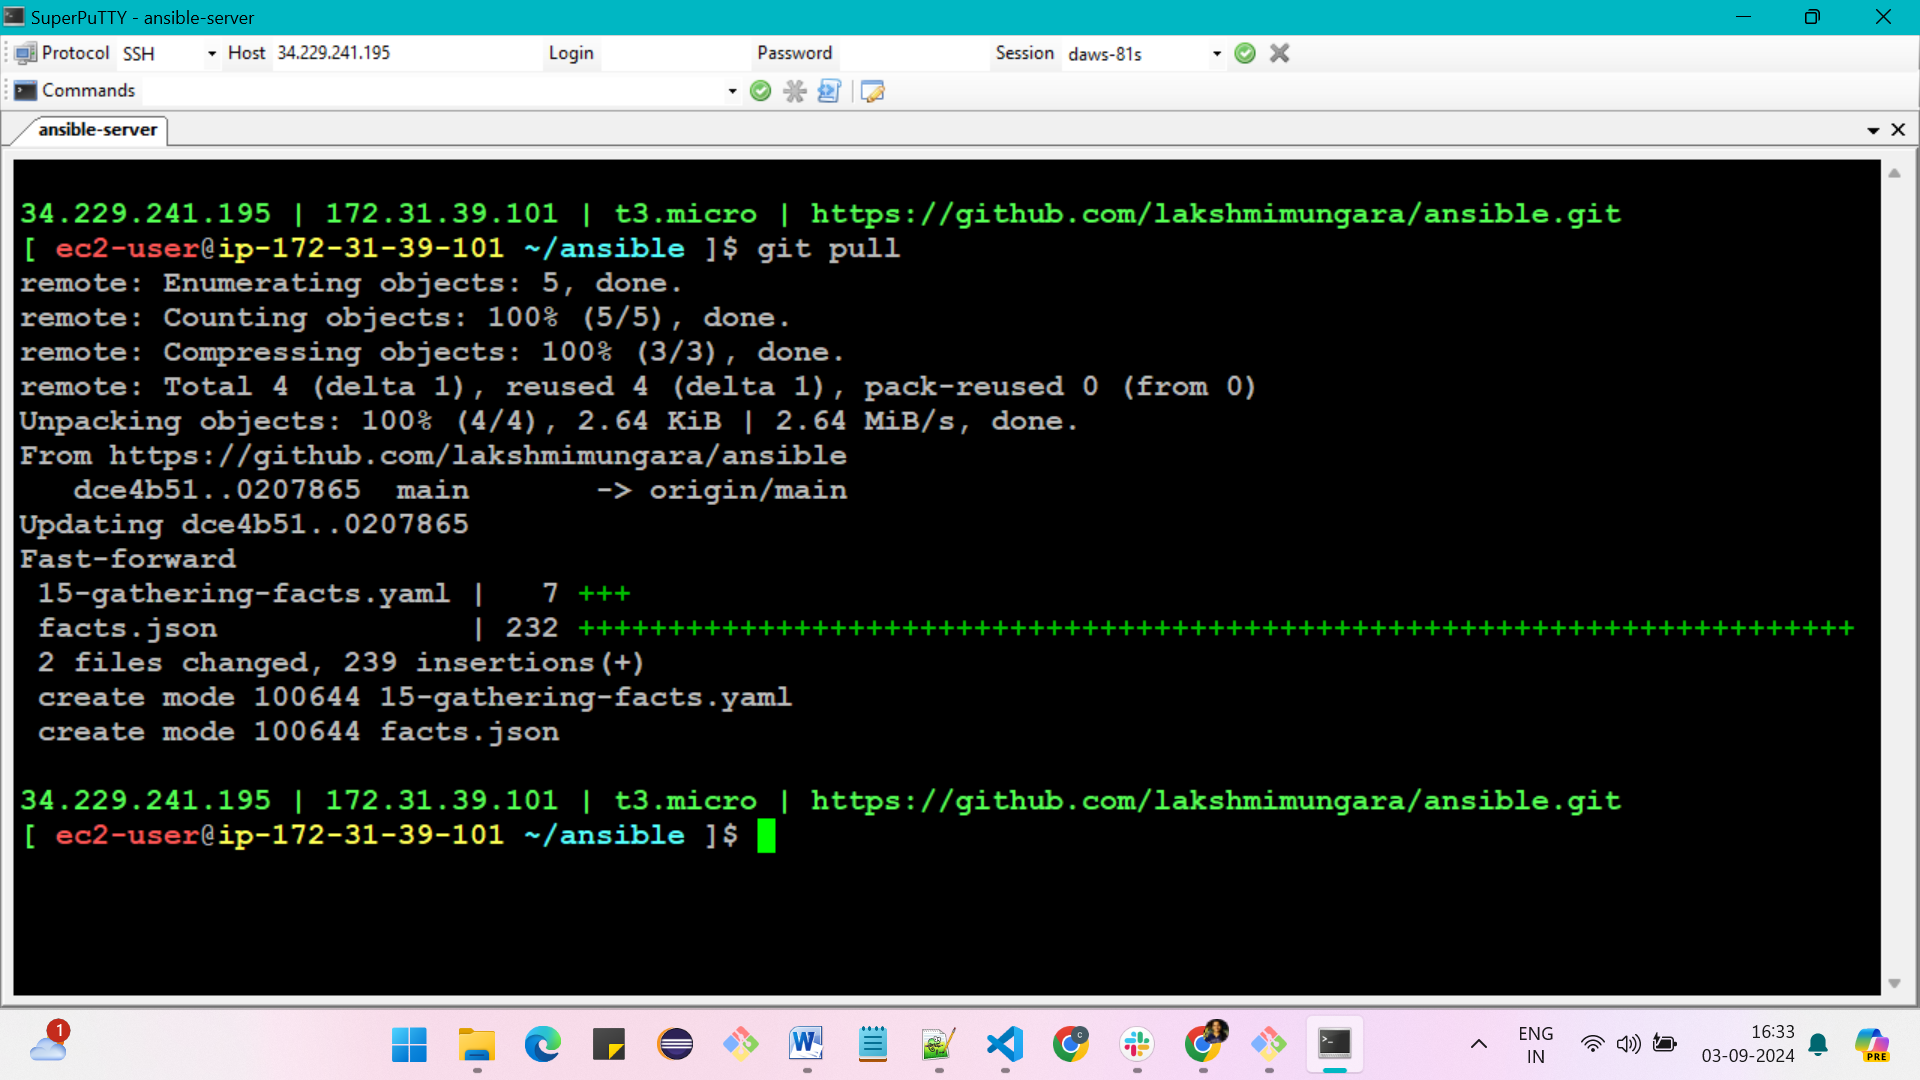 SuperPuTTY - ansible-server
Protocol SSH Host 34.229.241.195 Login Password Session daws-81s
Commands
ansible-server
34.229.241.195 | 172.31.39.101 | t3.micro | https://github.com/lakshmimungara/ansible.git
[ ec2-user@ip-172-31-39-101 ~/ansible ]$ git pull
remote: Enumerating objects: 5, done.
remote: Counting objects: 100% (5/5), done.
remote: Compressing objects: 100% (3/3), done.
remote: Total 4 (delta 1), reused 4 (delta 1), pack-reused 0 (from 0)
Unpacking objects: 100% (4/4), 2.64 KiB | 2.64 MiB/s, done.
From https://github.com/lakshmimungara/ansible
   dce4b51..0207865  main       -> origin/main
Updating dce4b51..0207865
Fast-forward
 15-gathering-facts.yaml |   7 +++
 facts.json              | 232 +++++++++++++++++++++++++++++++++++++++++++++++++++++++++++++++++++++++
 2 files changed, 239 insertions(+)
 create mode 100644 15-gathering-facts.yaml
 create mode 100644 facts.json
34.229.241.195 | 172.31.39.101 | t3.micro | https://github.com/lakshmimungara/ansible.git
[ ec2-user@ip-172-31-39-101 ~/ansible ]$
1
ENG
IN
16:33
03-09-2024
PRE